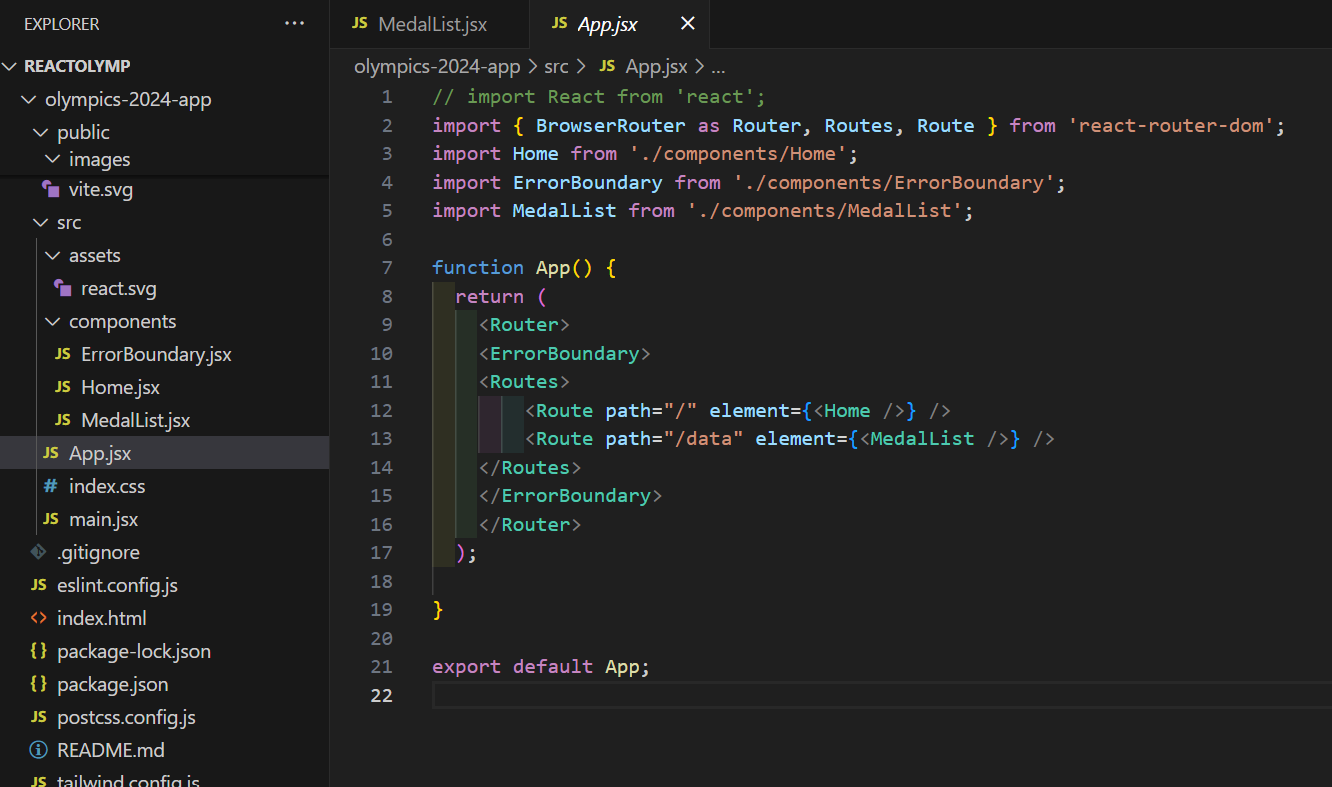 EXPLORER ...
REACTOLYMP
olympics-2024-app
public
images
vite.svg
src
assets
react.svg
components
JS ErrorBoundary.jsx
JS Home.jsx
JS MedalList.jsx
JS App.jsx
# index.css
JS main.jsx
.gitignore
JS eslint.config.js
<> index.html
{} package-lock.json
{} package.json
JS postcss.config.js
README.md
JS tailwind.config.js
JS MedalList.jsx
JS App.jsx
olympics-2024-app > src > JS App.jsx > ...
1 // import React from 'react';
2 import { BrowserRouter as Router, Routes, Route } from 'react-router-dom';
3 import Home from './components/Home';
4 import ErrorBoundary from './components/ErrorBoundary';
5 import MedalList from './components/MedalList';
6
7 function App() {
8 return (
9 <Router>
10 <ErrorBoundary>
11 <Routes>
12 <Route path="/" element={<Home />} />
13 <Route path="/data" element={<MedalList />} />
14 </Routes>
15 </ErrorBoundary>
16 </Router>
17 );
18
19 }
20
21 export default App;
22